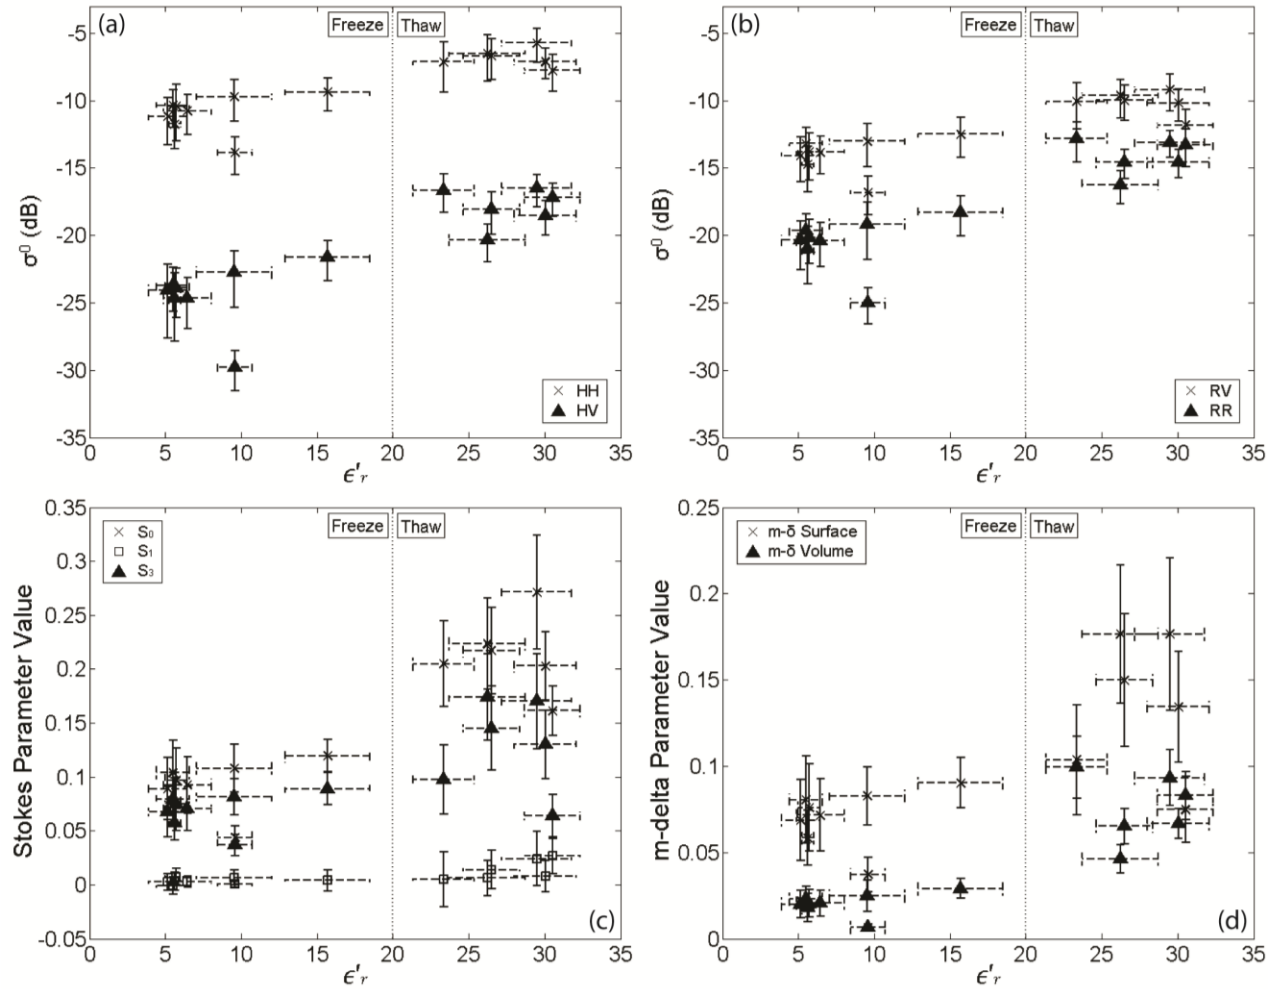 (a)
Freeze
Thaw
-5
-10
-15
-20
-25
-30
-35
σ⁰ (dB)
HH
HV
0 5 10 15 20 25 30 35
ϵ′r
(b)
Freeze
Thaw
-5
-10
-15
-20
-25
-30
-35
σ⁰ (dB)
RV
RR
0 5 10 15 20 25 30 35
ϵ′r
S₀
S₁
S₃
Freeze
Thaw
0.35
0.3
0.25
0.2
0.15
0.1
0.05
0
-0.05
Stokes Parameter Value
(c)
0 5 10 15 20 25 30 35
ϵ′r
m-δ Surface
m-δ Volume
Freeze
Thaw
0.25
0.2
0.15
0.1
0.05
0
m-delta Parameter Value
(d)
0 5 10 15 20 25 30 35
ϵ′r